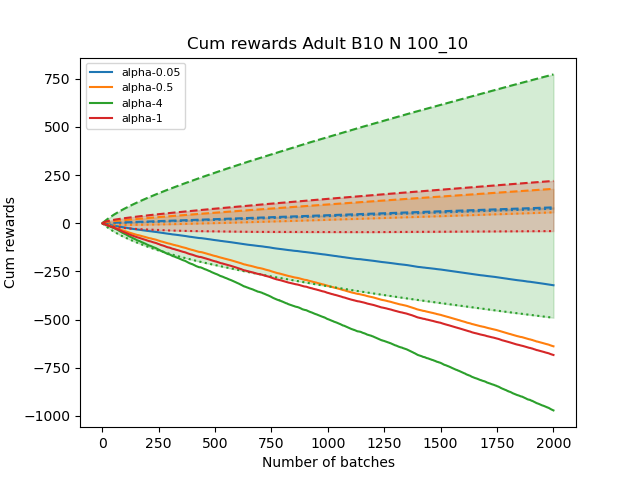 Cum rewards Adult B10 N 100_10
alpha-0.05
alpha-0.5
alpha-4
alpha-1
750
500
250
0
−250
−500
−750
−1000
Cum rewards
0 250 500 750 1000 1250 1500 1750 2000
Number of batches